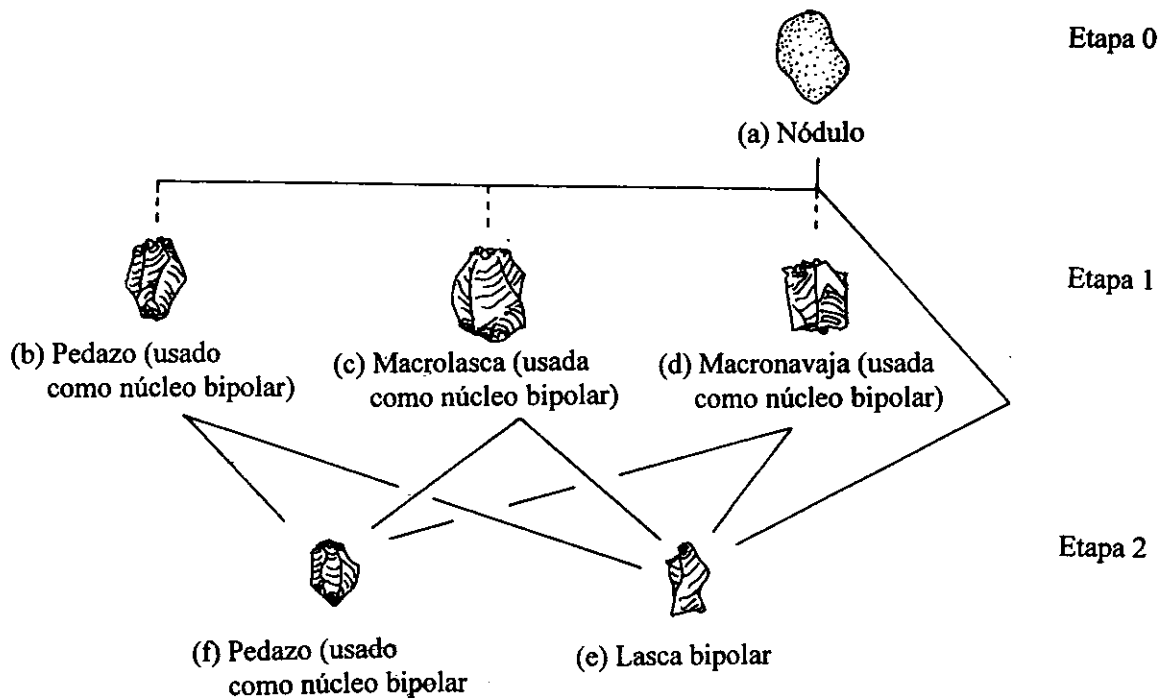 Etapa 0
(a) Nódulo
Etapa 1
(b) Pedazo (usado
como núcleo bipolar)
(c) Macrolasca (usada
como núcleo bipolar)
(d) Macronavaja (usada
como núcleo bipolar)
Etapa 2
(f) Pedazo (usado
como núcleo bipolar
(e) Lasca bipolar